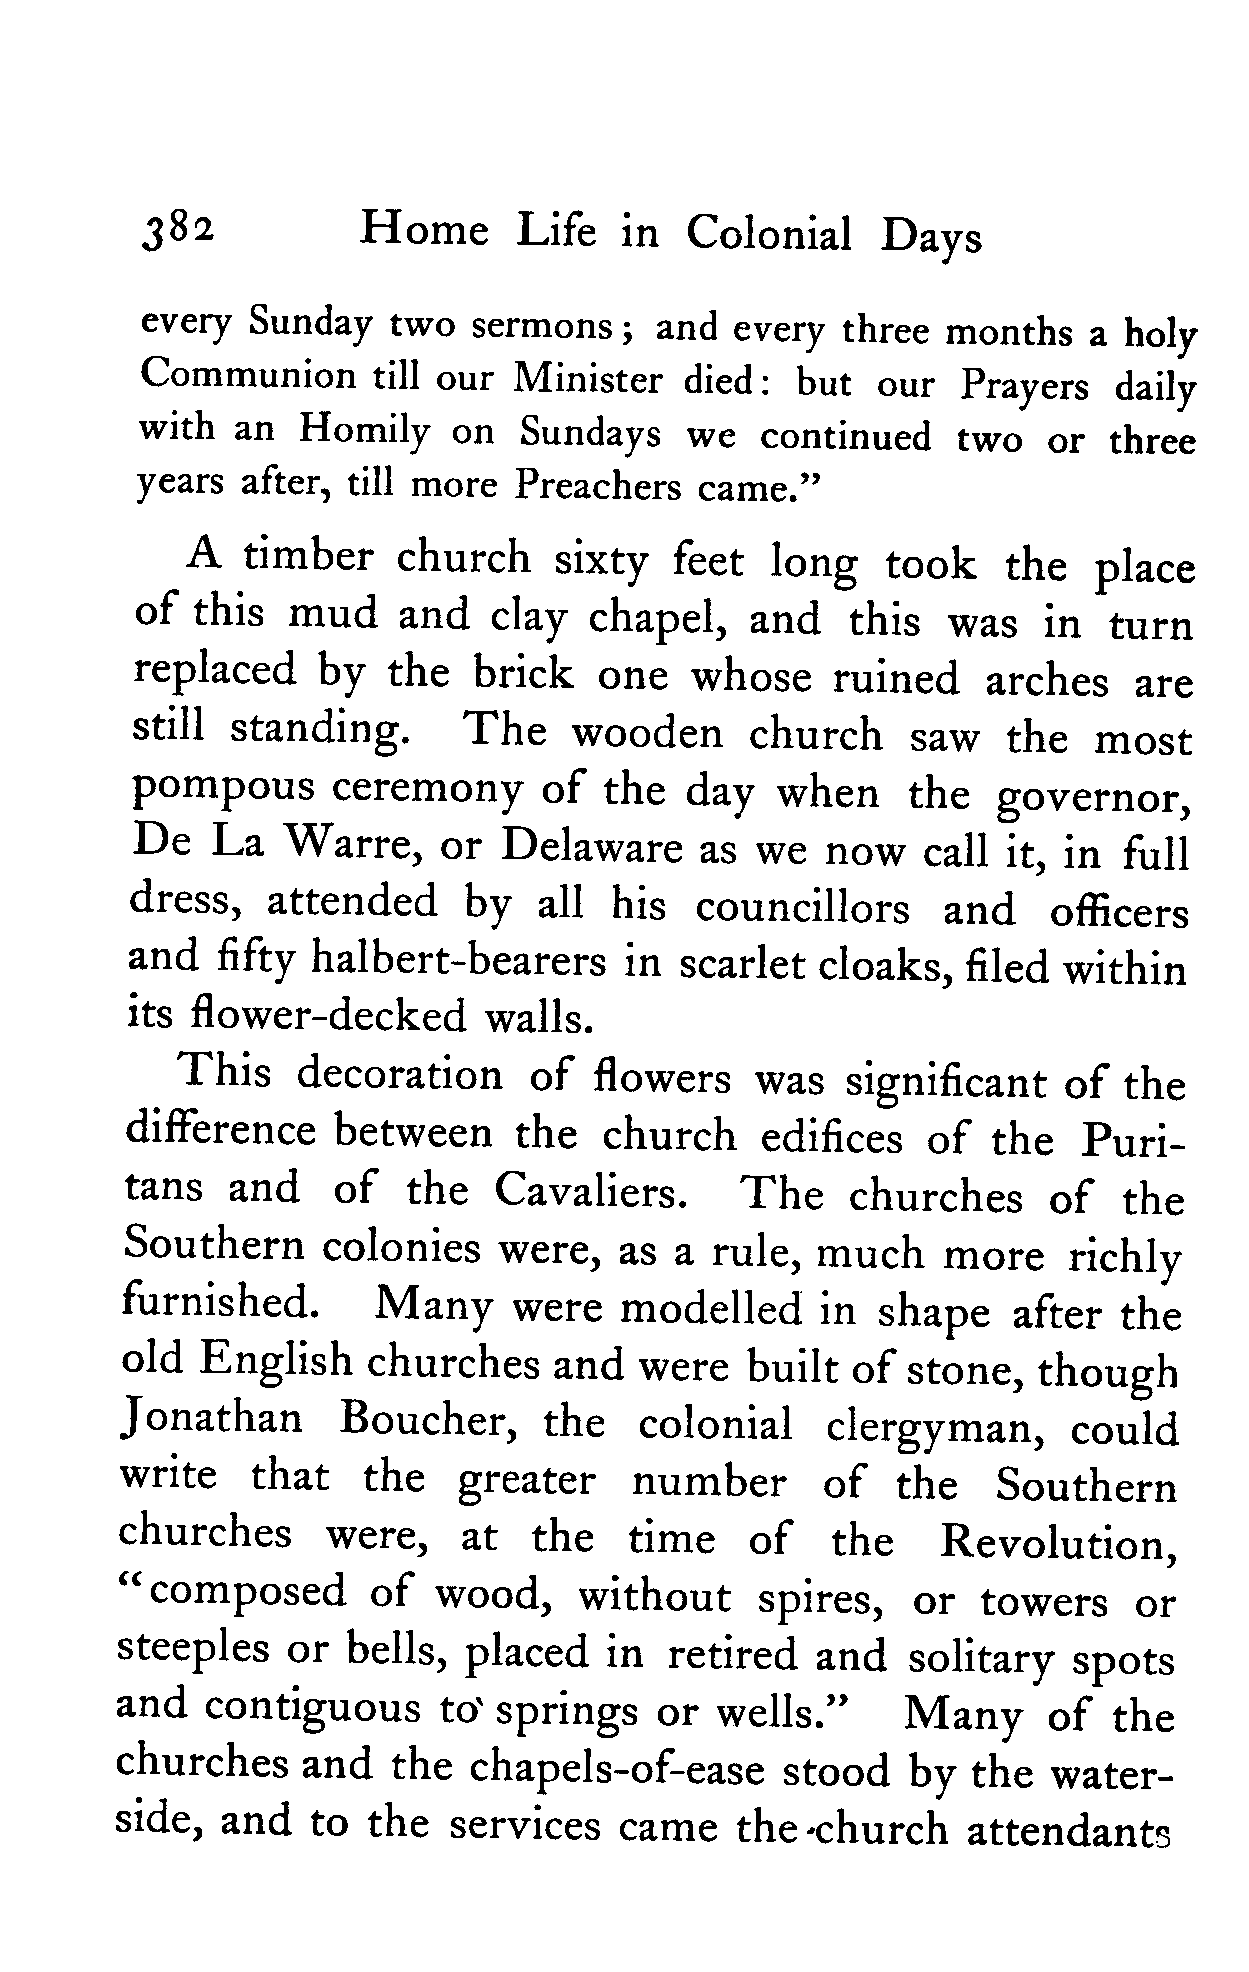 382 Home Life in Colonial Days
every Sunday two sermons; and every three months a holy
Communion till our Minister died: but our Prayers daily
with an Homily on Sundays we continued two or three
years after, till more Preachers came."
A timber church sixty feet long took the place
of this mud and clay chapel, and this was in turn
replaced by the brick one whose ruined arches are
still standing. The wooden church saw the most
pompous ceremony of the day when the governor,
De La Warre, or Delaware as we now call it, in full
dress, attended by all his councillors and officers
and fifty halbert-bearers in scarlet cloaks, filed within
its flower-decked walls.
This decoration of flowers was significant of the
difference between the church edifices of the Puri-
tans and of the Cavaliers. The churches of the
Southern colonies were, as a rule, much more richly
furnished. Many were modelled in shape after the
old English churches and were built of stone, though
Jonathan Boucher, the colonial clergyman, could
write that the greater number of the Southern
churches were, at the time of the Revolution,
"composed of wood, without spires, or towers or
steeples or bells, placed in retired and solitary spots
and contiguous to springs or wells." Many of the
churches and the chapels-of-ease stood by the water-
side, and to the services came the church attendants